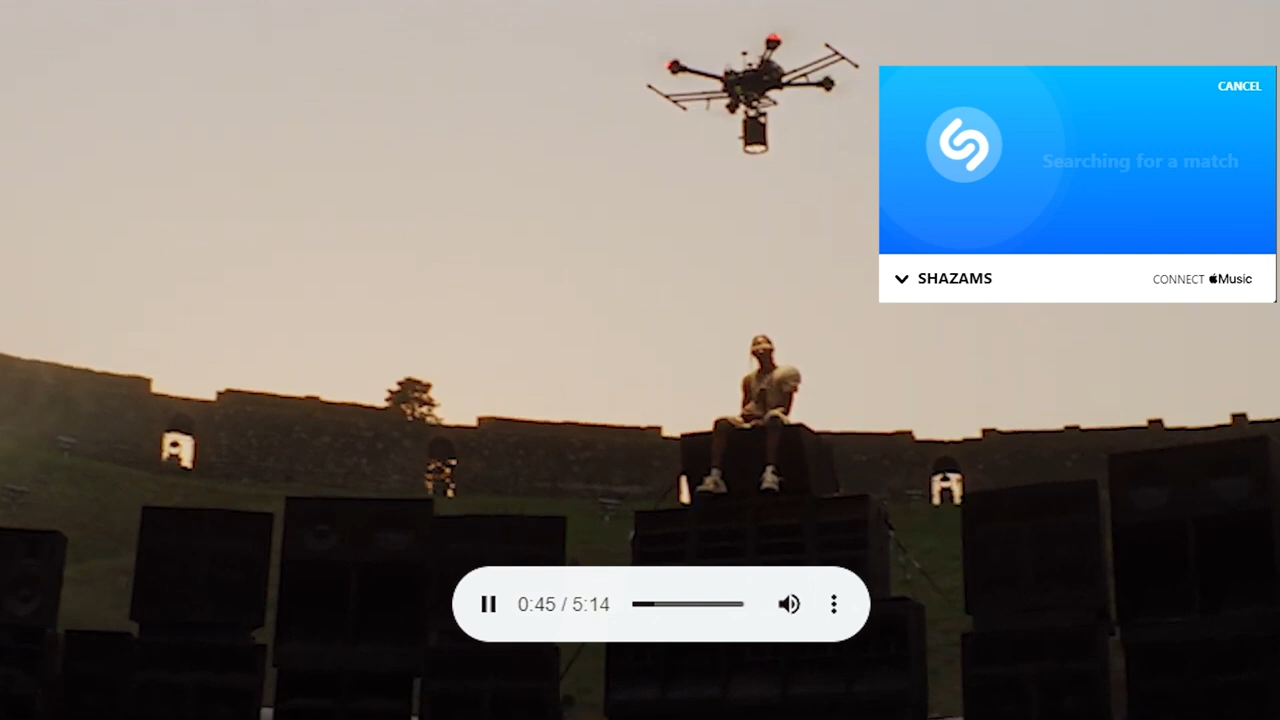 CANCEL
Searching for a match
SHAZAMS
CONNECT Music
0:45 / 5:14